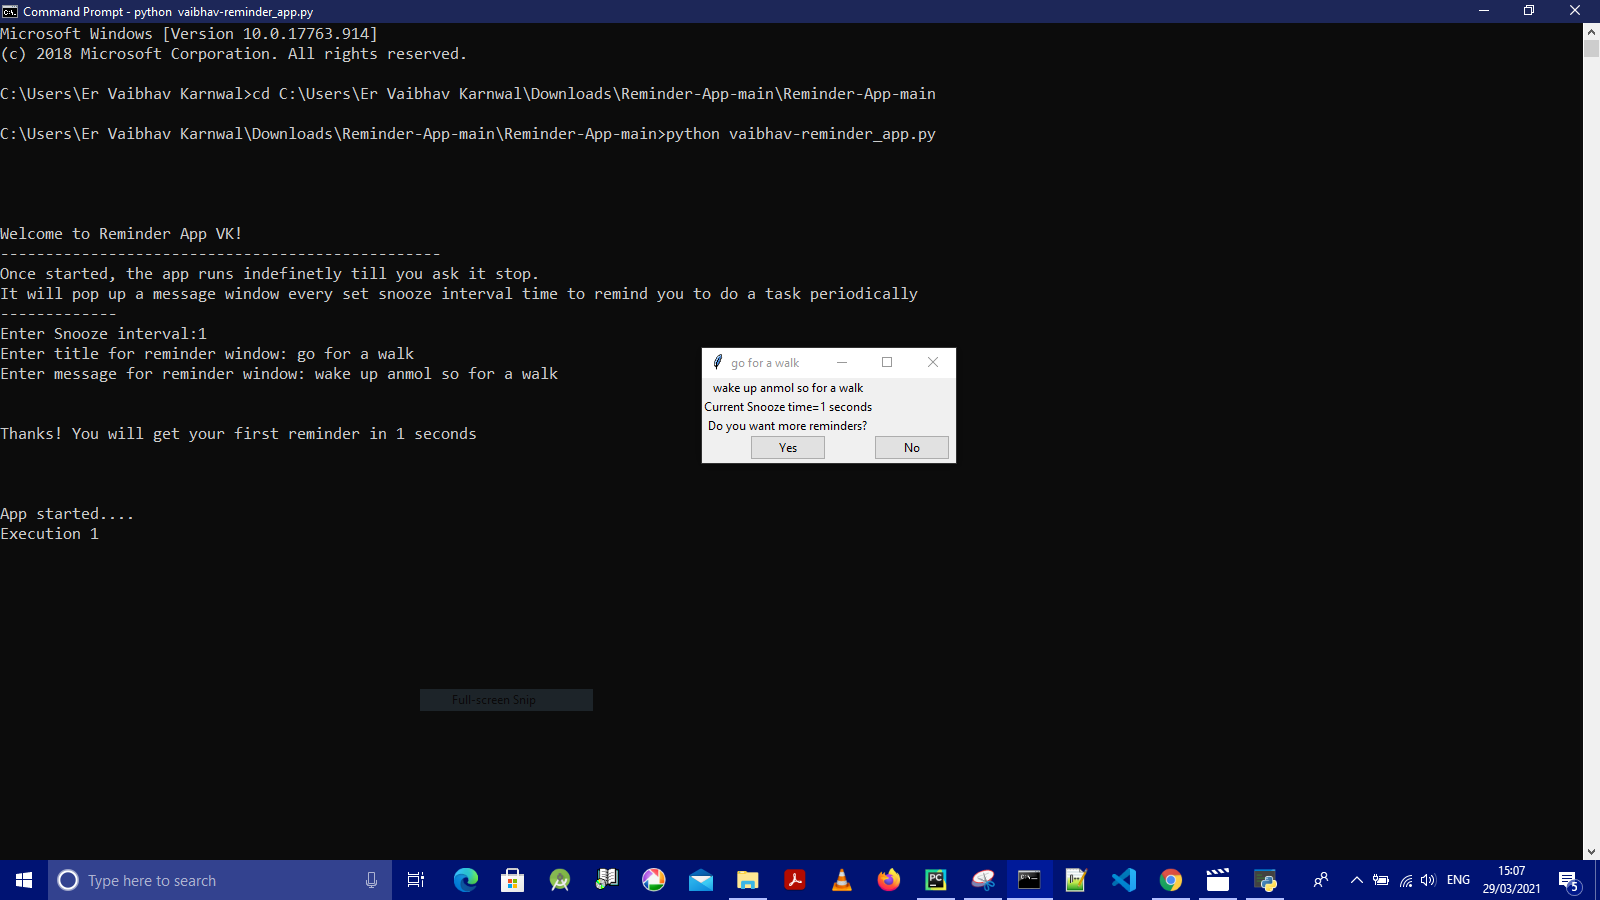 Command Prompt - python  vaibhav-reminder_app.py
Microsoft Windows [Version 10.0.17763.914]
(c) 2018 Microsoft Corporation. All rights reserved.
C:\Users\Er Vaibhav Karnwal>cd C:\Users\Er Vaibhav Karnwal\Downloads\Reminder-App-main\Reminder-App-main
C:\Users\Er Vaibhav Karnwal\Downloads\Reminder-App-main\Reminder-App-main>python vaibhav-reminder_app.py
Welcome to Reminder App VK!
-------------------------------------------------
Once started, the app runs indefinetly till you ask it stop.
It will pop up a message window every set snooze interval time to remind you to do a task periodically
-------------
Enter Snooze interval:1
Enter title for reminder window: go for a walk
Enter message for reminder window: wake up anmol so for a walk
Thanks! You will get your first reminder in 1 seconds
App started....
Execution 1
go for a walk
wake up anmol so for a walk
Current Snooze time=1 seconds
Do you want more reminders?
Yes No
Full-screen Snip
Type here to search
ENG
15:07
29/03/2021
5